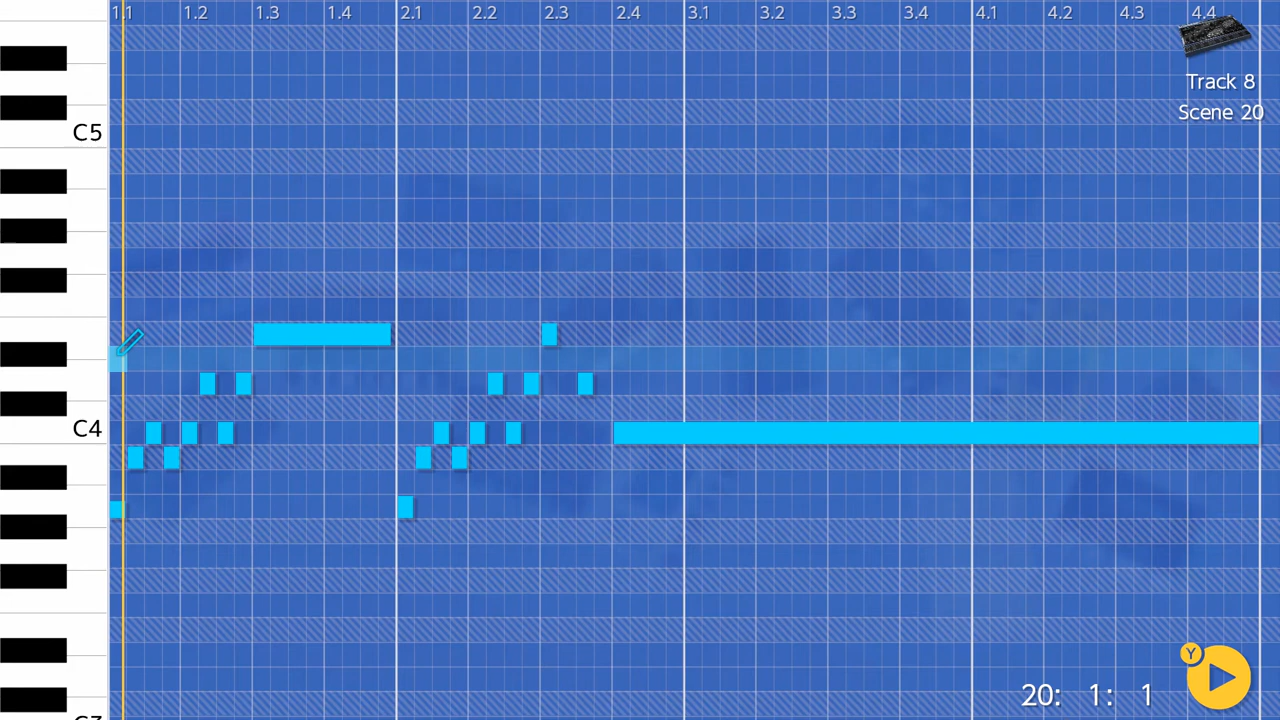 1.1 1.2 1.3 1.4 2.1 2.2 2.3 2.4 3.1 3.2 3.3 3.4 4.1 4.2 4.3 4.4
Track 8
Scene 20
C5
C4
Y
20: 1: 1